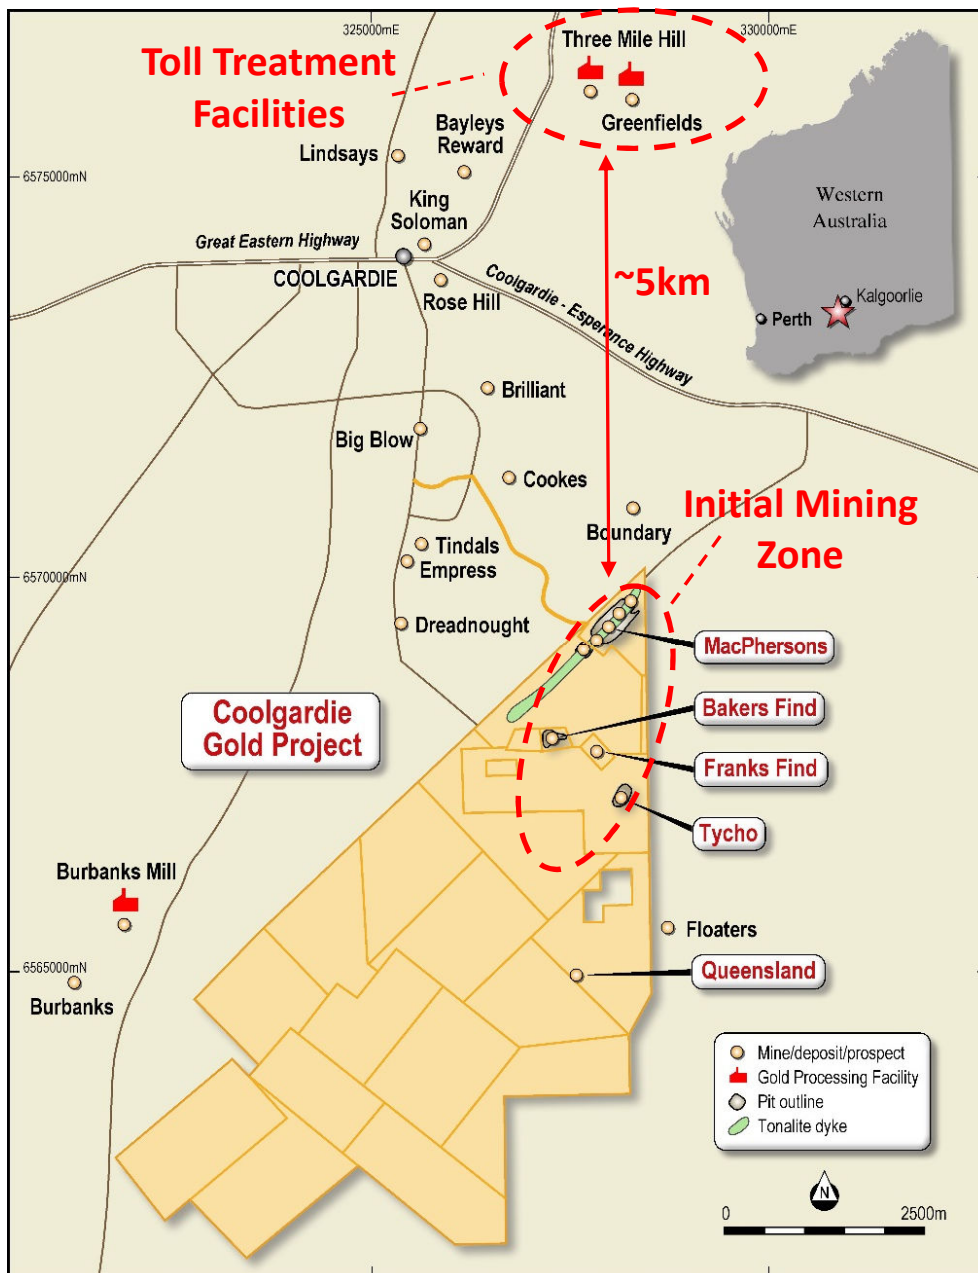 325000mE
330000mE
Three Mile Hill
Toll Treatment
Facilities
Greenfields
Bayleys
Reward
Lindsays
6575000mN
King
Soloman
Great Eastern Highway
COOLGARDIE
Rose Hill
Coolgardie - Esperance Highway
~5km
Western
Australia
Kalgoorlie
Perth
Brilliant
Big Blow
Cookes
Initial Mining
Zone
Boundary
Tindals
Empress
6570000mN
Dreadnought
MacPhersons
Coolgardie
Gold Project
Bakers Find
Franks Find
Tycho
Burbanks Mill
Floaters
6565000mN
Queensland
Burbanks
Mine/deposit/prospect
Gold Processing Facility
Pit outline
Tonalite dyke
N
0
2500m